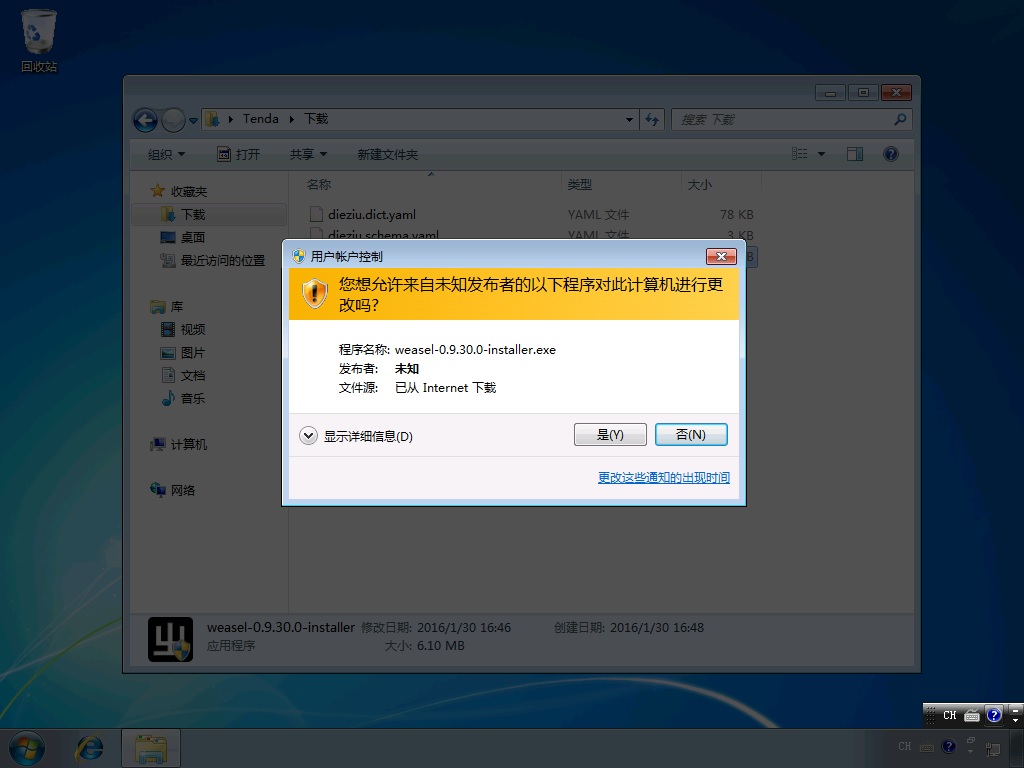 回收站
Tenda
下载
搜索 下载
组织
打开
共享
新建文件夹
名称
类型
大小
收藏夹
下载
桌面
最近访问的位置
库
视频
图片
文档
音乐
计算机
网络
dieziu.dict.yaml YAML 文件 78 KB
dieziu.schema.yaml YAML 文件 3 KB
用户帐户控制
您想允许来自未知发布者的以下程序对此计算机进行更
改吗?
程序名称: weasel-0.9.30.0-installer.exe
发布者: 未知
文件源: 已从 Internet 下载
显示详细信息(D)
是(Y)
否(N)
更改这些通知的出现时间
weasel-0.9.30.0-installer 修改日期: 2016/1/30 16:46 创建日期: 2016/1/30 16:48
应用程序 大小: 6.10 MB
CH
CH